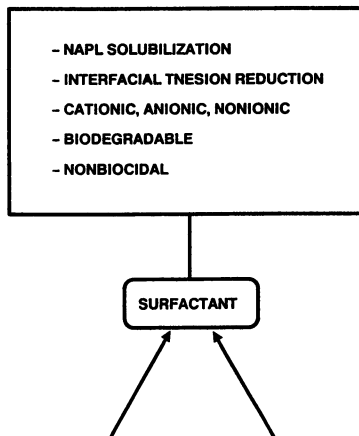 – NAPL SOLUBILIZATION
– INTERFACIAL TNESION REDUCTION
– CATIONIC, ANIONIC, NONIONIC
– BIODEGRADABLE
– NONBIOCIDAL
SURFACTANT